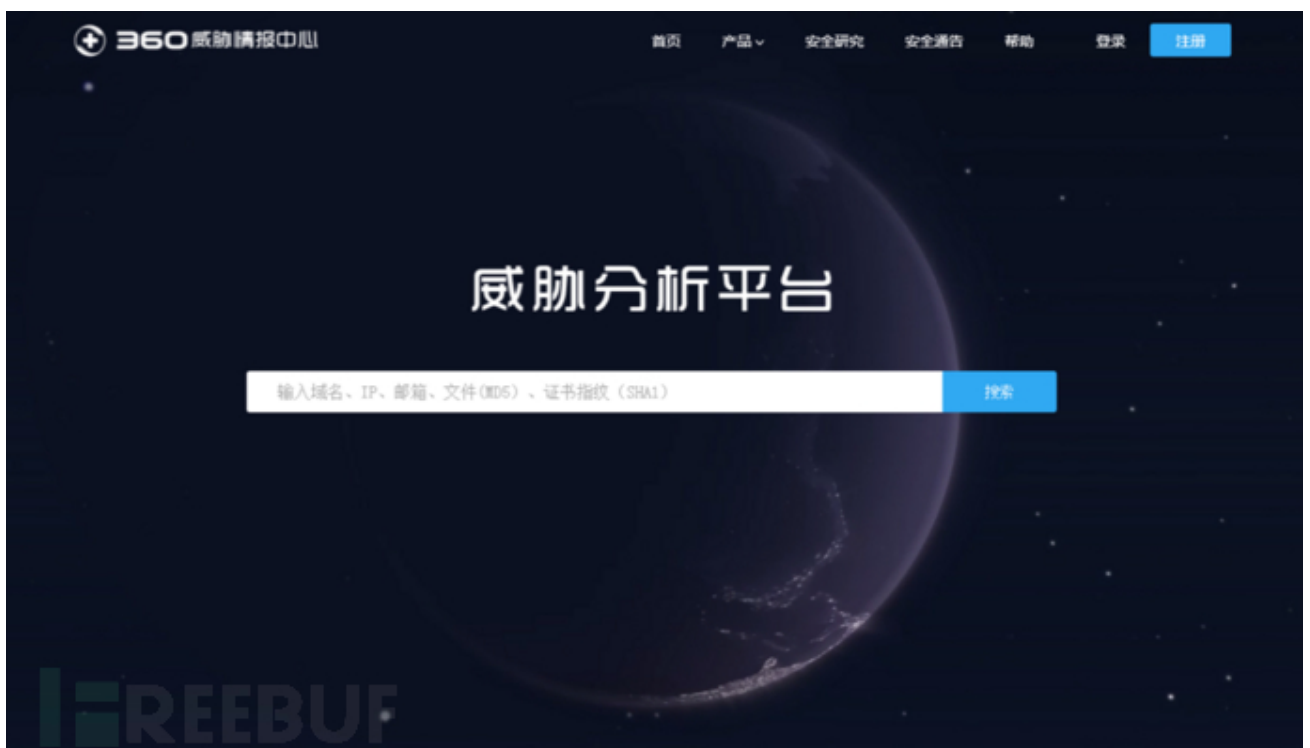 360威胁情报中心 首页 产品 安全研究 安全通告 帮助 登录 注册
威胁分析平台
输入域名、IP、邮箱、文件(MD5)、证书指纹（SHA1） 搜索
FREEBUF